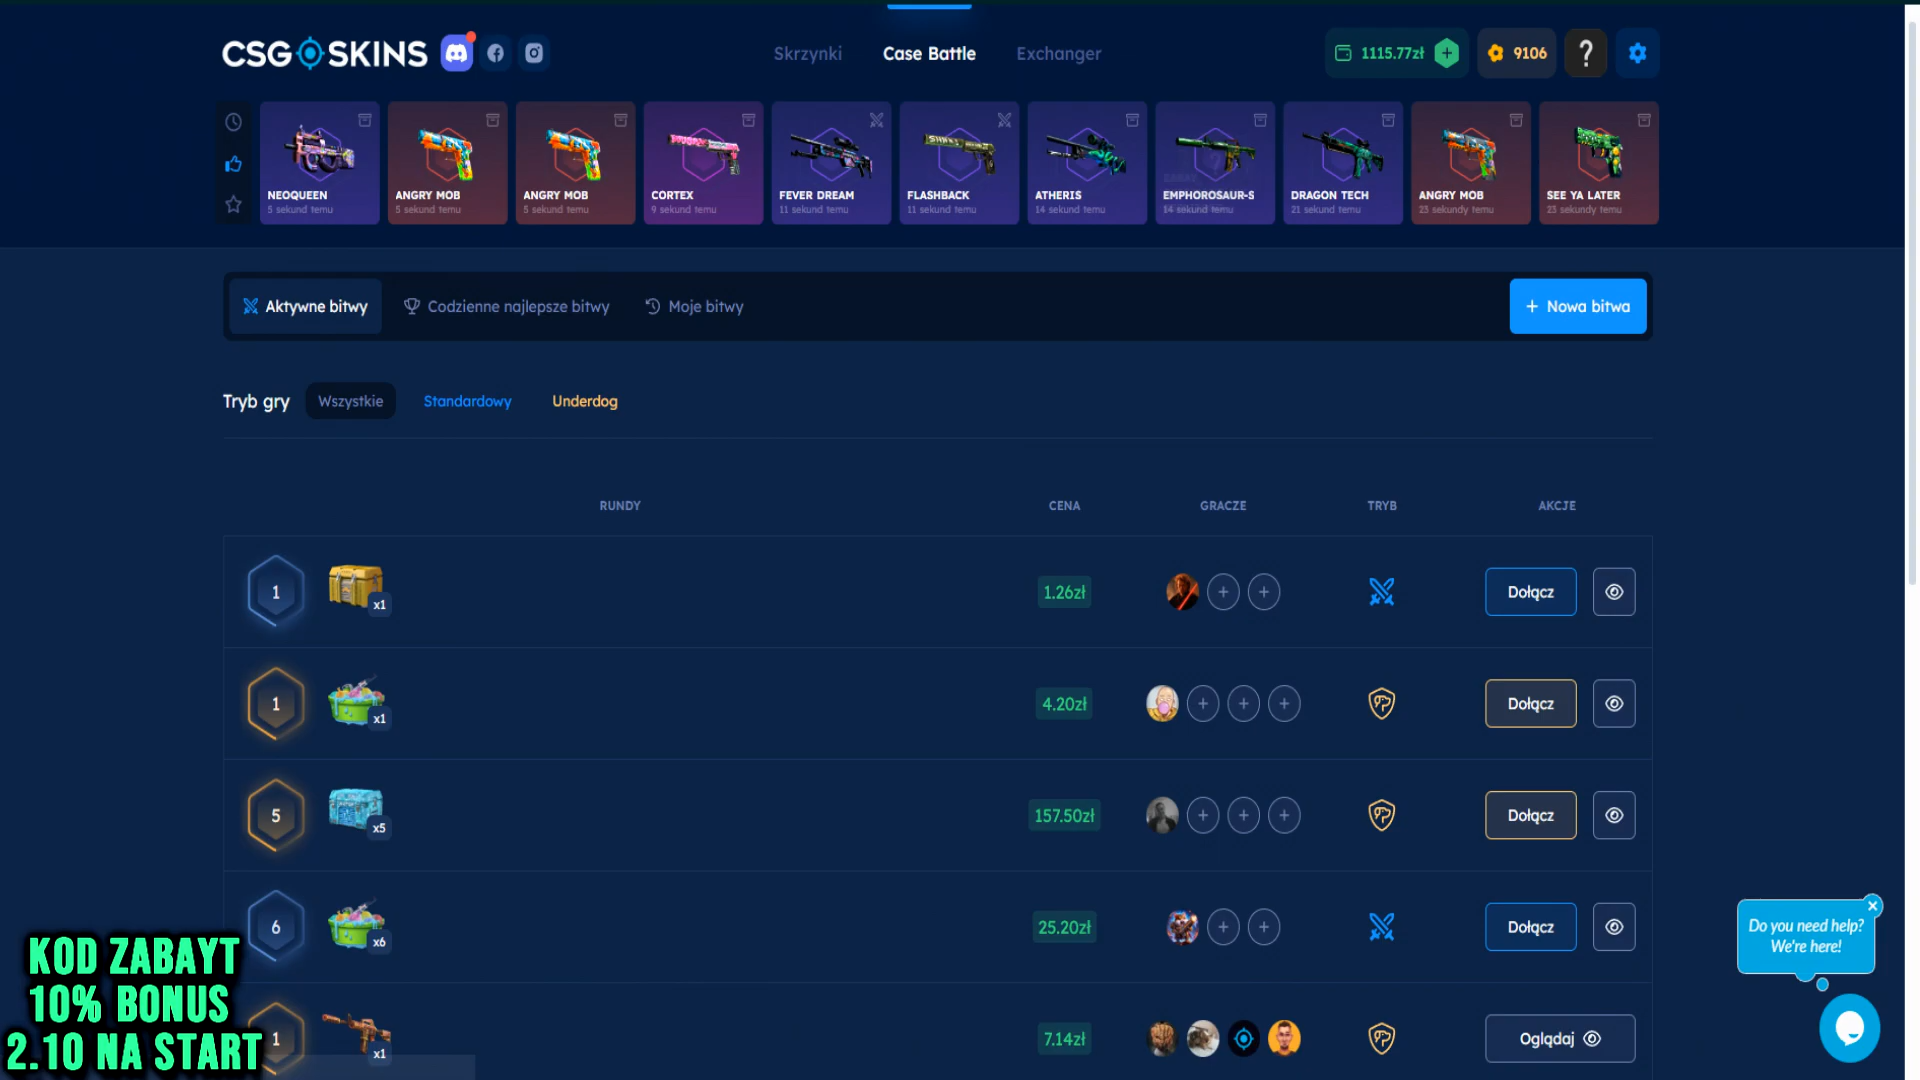 CSGOSKINS
Skrzynki
Case Battle
Exchanger
1115.77zł
9106
?
NEOQUEEN
5 sekund temu
ANGRY MOB
5 sekund temu
ANGRY MOB
5 sekund temu
CORTEX
9 sekund temu
FEVER DREAM
11 sekund temu
FLASHBACK
11 sekund temu
ATHERIS
14 sekund temu
EMPHOROSAUR-S
14 sekund temu
DRAGON TECH
21 sekund temu
ANGRY MOB
23 sekundy temu
SEE YA LATER
23 sekundy temu
Aktywne bitwy
Codzienne najlepsze bitwy
Moje bitwy
+ Nowa bitwa
Tryb gry
Wszystkie
Standardowy
Underdog
RUNDY
CENA
GRACZE
TRYB
AKCJE
1
x1
1.26zł
Dołącz
1
x1
4.20zł
Dołącz
5
x5
157.50zł
Dołącz
6
x6
25.20zł
Dołącz
1
x1
7.14zł
Oglądaj
KOD ZABAYT
10% BONUS
2.10 NA START
Do you need help?
We're here!